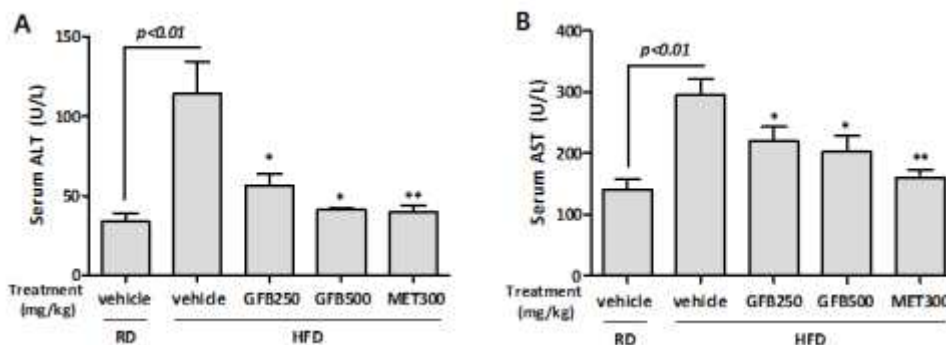 A
p<0.01
Serum ALT (U/L)
150
100
50
0
*
*
**
Treatment
(mg/kg)
vehicle vehicle GFB250 GFB500 MET300
RD HFD
B
p<0.01
Serum AST (U/L)
400
300
200
100
0
*
*
**
Treatment
(mg/kg)
vehicle vehicle GFB250 GFB500 MET300
RD HFD